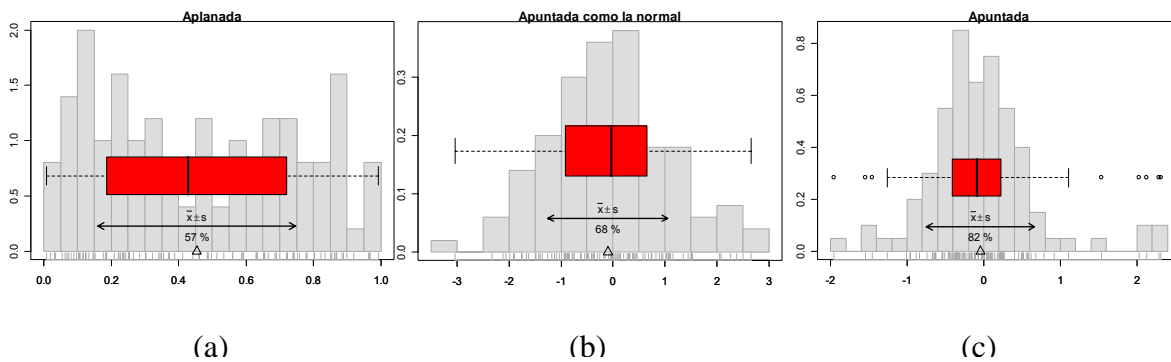 Aplanada
2.0
1.5
1.0
0.5
0.0
x̄±s
57 %
0.0 0.2 0.4 0.6 0.8 1.0
(a)
Apuntada como la normal
0.3
0.2
0.1
0.0
x̄±s
68 %
-3 -2 -1 0 1 2 3
(b)
Apuntada
0.8
0.6
0.4
0.2
0.0
x̄±s
82 %
-2 -1 0 1 2
(c)